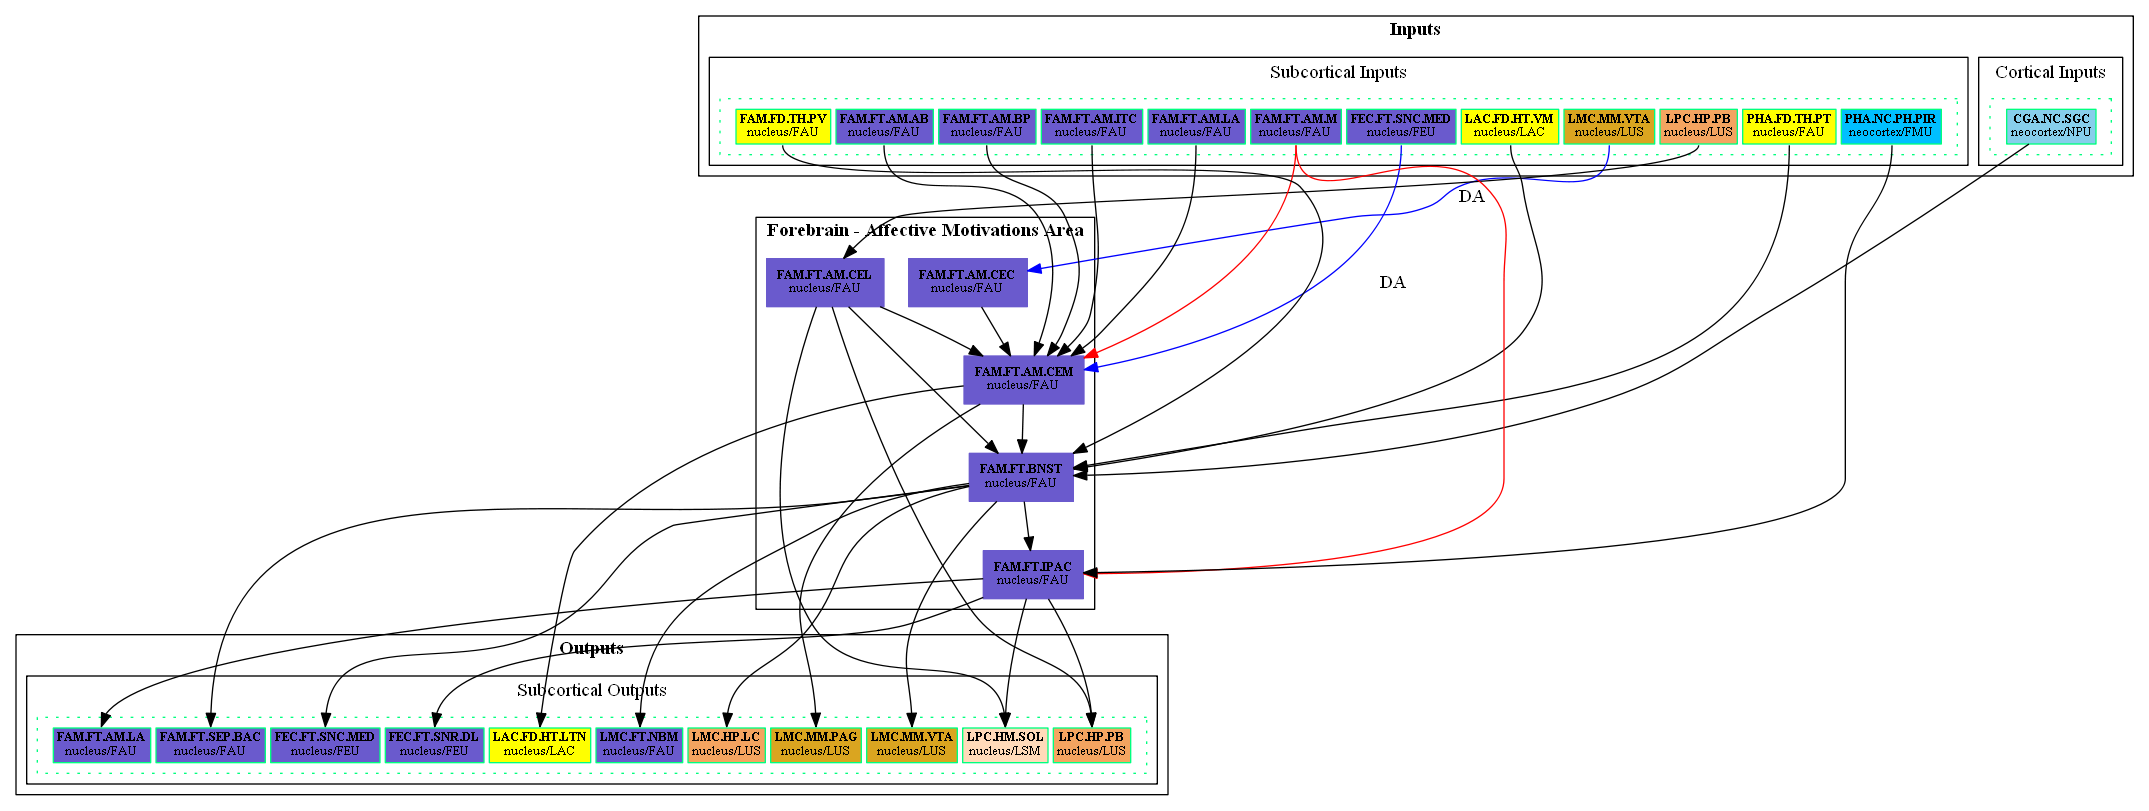 Inputs
Subcortical Inputs
Cortical Inputs
FAM.FD.TH.PV
nucleus/FAU
FAM.FT.AM.AB
nucleus/FAU
FAM.FT.AM.BP
nucleus/FAU
FAM.FT.AM.ITC
nucleus/FAU
FAM.FT.AM.LA
nucleus/FAU
FAM.FT.AM.M
nucleus/FAU
FEC.FT.SNC.MED
nucleus/FEU
LAC.FD.HT.VM
nucleus/LAC
LMC.MM.VTA
nucleus/LUS
LPC.HP.PB
nucleus/LUS
PHA.FD.TH.PT
nucleus/FAU
PHA.NC.PH.PIR
neocortex/FMU
CGA.NC.SGC
neocortex/NPU
DA
Forebrain - Affective Motivations Area
FAM.FT.AM.CEL
nucleus/FAU
FAM.FT.AM.CEC
nucleus/FAU
DA
FAM.FT.AM.CEM
nucleus/FAU
FAM.FT.BNST
nucleus/FAU
FAM.FT.IPAC
nucleus/FAU
Outputs
Subcortical Outputs
FAM.FT.AM.LA
nucleus/FAU
FAM.FT.SEP.BAC
nucleus/FAU
FEC.FT.SNC.MED
nucleus/FEU
FEC.FT.SNR.DL
nucleus/FEU
LAC.FD.HT.LTN
nucleus/LAC
LMC.FT.NBM
nucleus/FAU
LMC.HP.LC
nucleus/LUS
LMC.MM.PAG
nucleus/LUS
LMC.MM.VTA
nucleus/LUS
LPC.HM.SOL
nucleus/LSM
LPC.HP.PB
nucleus/LUS